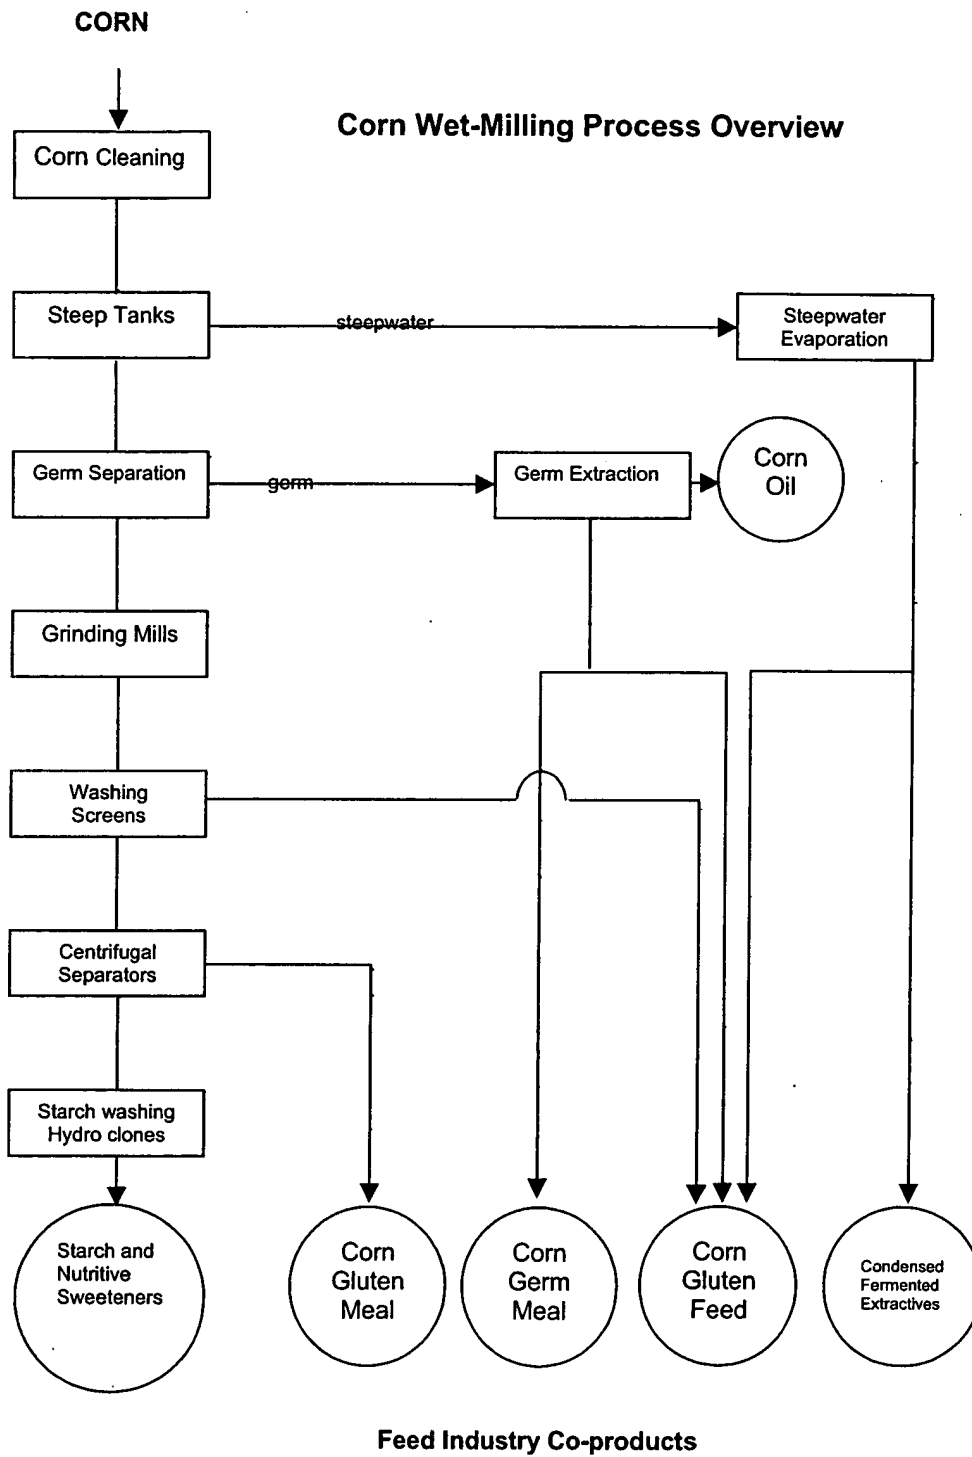 CORN
Corn Wet-Milling Process Overview
Corn Cleaning
Steep Tanks
steepwater
Steepwater
Evaporation
Germ Separation
germ
Germ Extraction
Corn
Oil
Grinding Mills
Washing
Screens
Centrifugal
Separators
Starch washing
Hydro clones
Starch and
Nutritive
Sweeteners
Corn
Gluten
Meal
Corn
Germ
Meal
Corn
Gluten
Feed
Condensed
Fermented
Extractives
Feed Industry Co-products